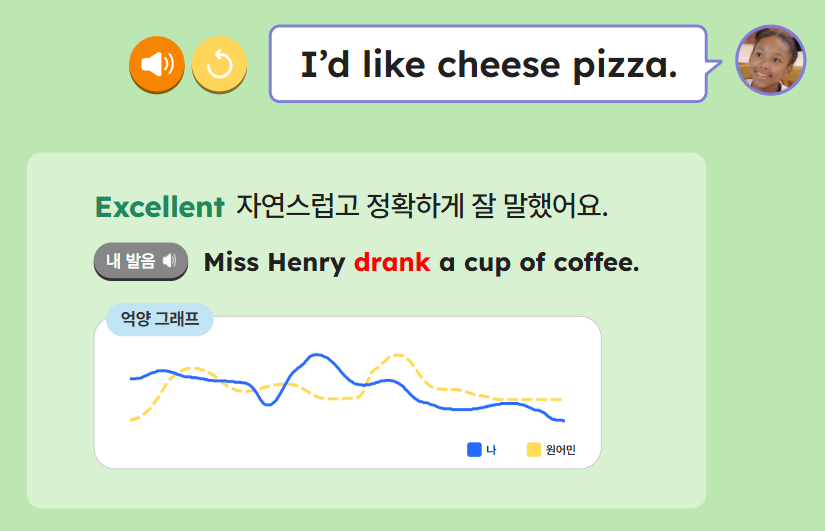 I’d like cheese pizza.
Excellent 자연스럽고 정확하게 잘 말했어요.
내 발음 Miss Henry drank a cup of coffee.
억양 그래프
나 원어민